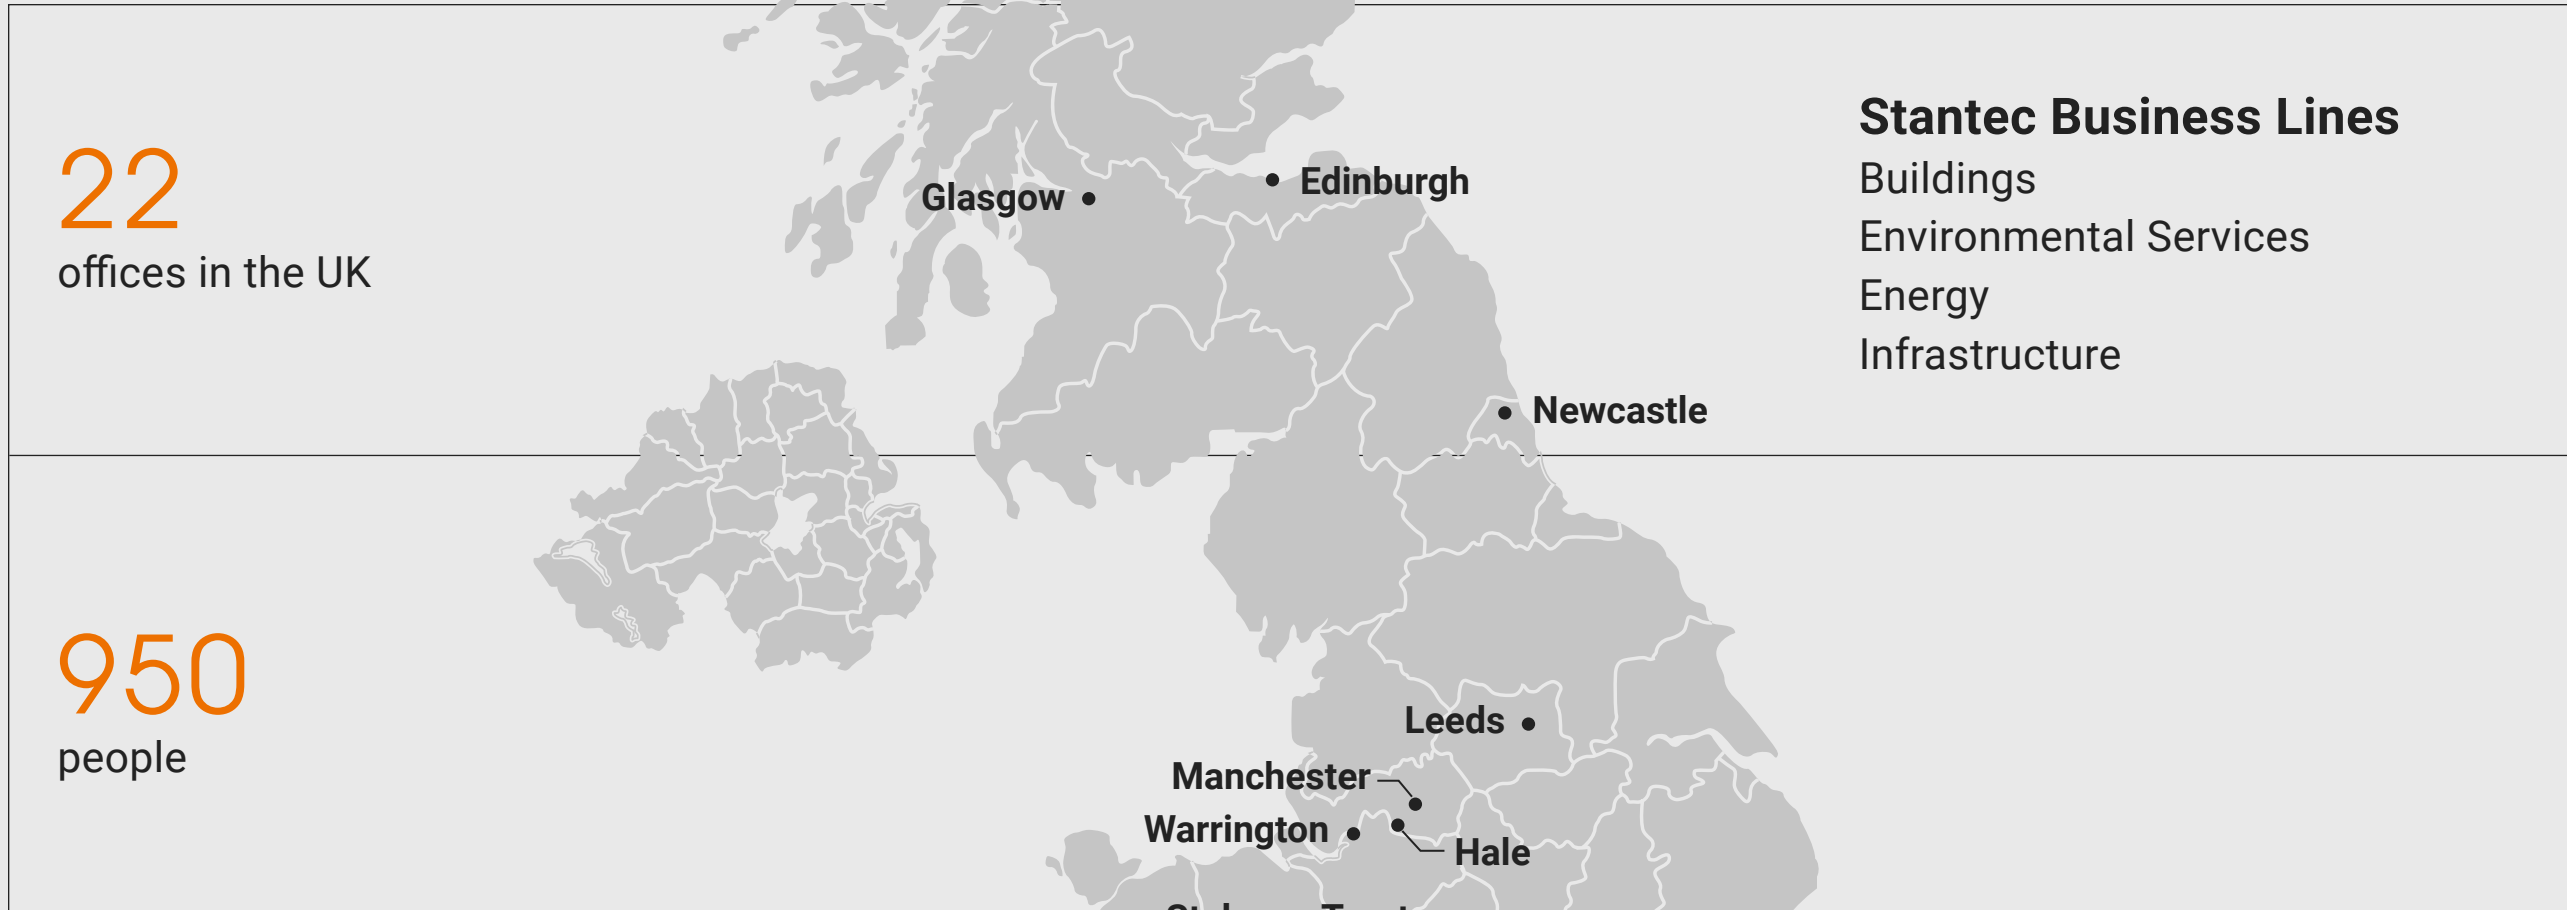 22
offices in the UK
Glasgow
Edinburgh
Stantec Business Lines
Buildings
Environmental Services
Energy
Infrastructure
Newcastle
950
people
Leeds
Manchester
Warrington
Hale